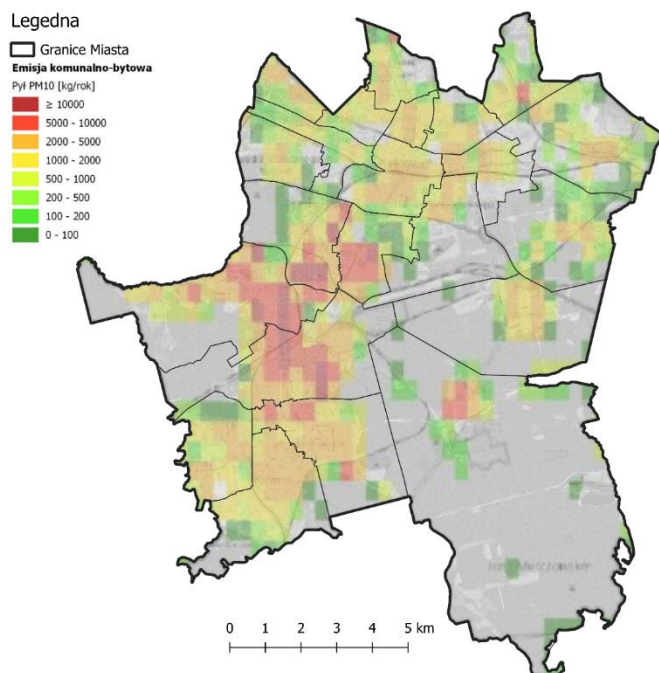 Legedna
Granice Miasta
Emisja komunalno-bytowa
Pył PM10 [kg/rok]
≥ 10000
5000 - 10000
2000 - 5000
1000 - 2000
500 - 1000
200 - 500
100 - 200
0 - 100
0 1 2 3 4 5 km